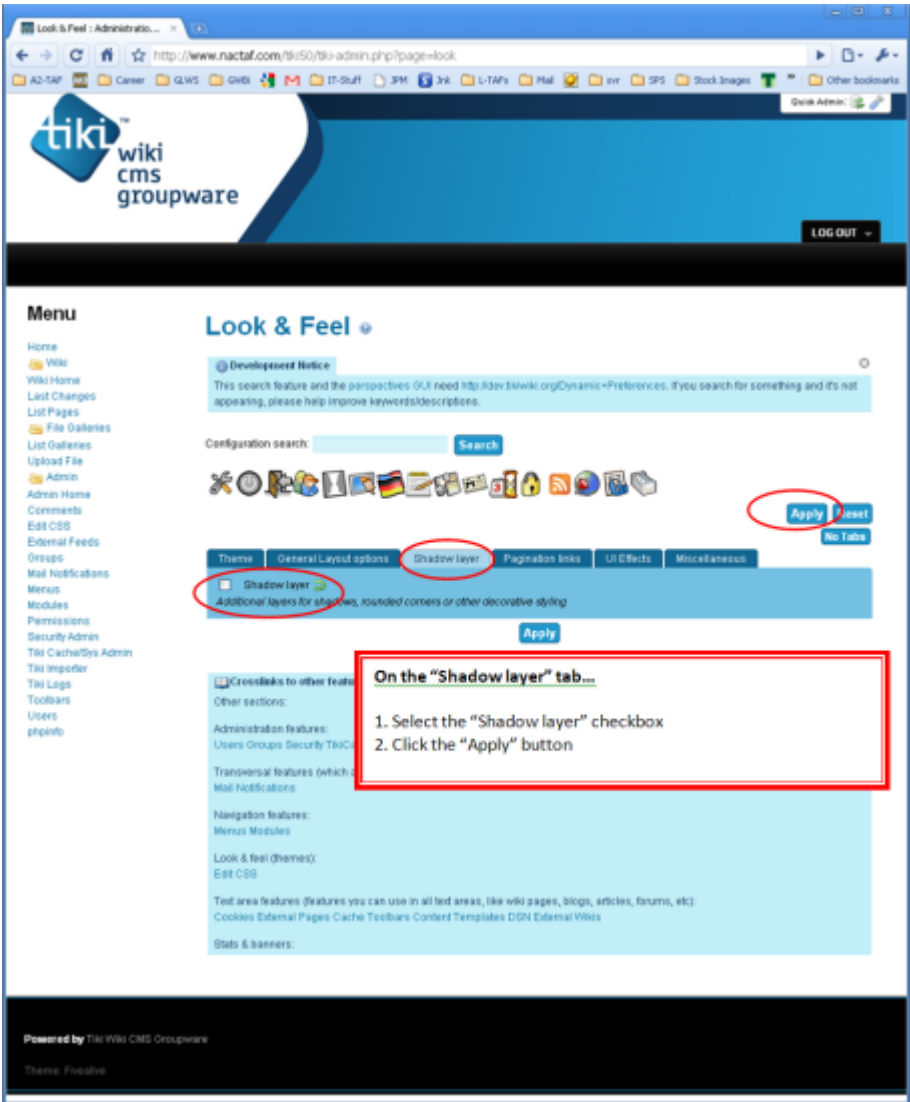 Look & Feel : Administratio...
http://www.nactaf.com/tiki50/tiki-admin.php?page=look
A2-TAF Career GLWS GWBI IT-Stuff JPM Jnk L-TAFs Mail svr SPS Stock Images Other bookmarks
Quick Admin:
tiki™
wiki
cms
groupware
LOG OUT
Menu
Look & Feel
Home
Wiki
Wiki Home
Last Changes
List Pages
File Galleries
List Galleries
Upload File
Admin
Admin Home
Comments
Edit CSS
External Feeds
Groups
Mail Notifications
Menus
Modules
Permissions
Security Admin
Tiki Cache/Sys Admin
Tiki Importer
Tiki Logs
Toolbars
Users
phpinfo
Development Notice
This search feature and the perspectives GUI need http://dev.tikiwiki.org/Dynamic+Preferences. If you search for something and it's not
appearing, please help improve keywords/descriptions.
Configuration search: Search
Apply Reset
No Tabs
Theme General Layout options Shadow layer Pagination links UI Effects Miscellaneous
Shadow layer
Additional layers for shadows, rounded corners or other decorative styling
Apply
On the “Shadow layer” tab...
1. Select the “Shadow layer” checkbox
2. Click the “Apply” button
Crosslinks to other featu
Other sections:
Administration features:
Users Groups Security TikiCa
Transversal features (which a
Mail Notifications
Navigation features:
Menus Modules
Look & feel (themes):
Edit CSS
Text area features (features you can use in all text areas, like wiki pages, blogs, articles, forums, etc):
Cookies External Pages Cache Toolbars Content Templates DSN External Wikis
Stats & banners:
Powered by Tiki Wiki CMS Groupware
Theme: Fivealive